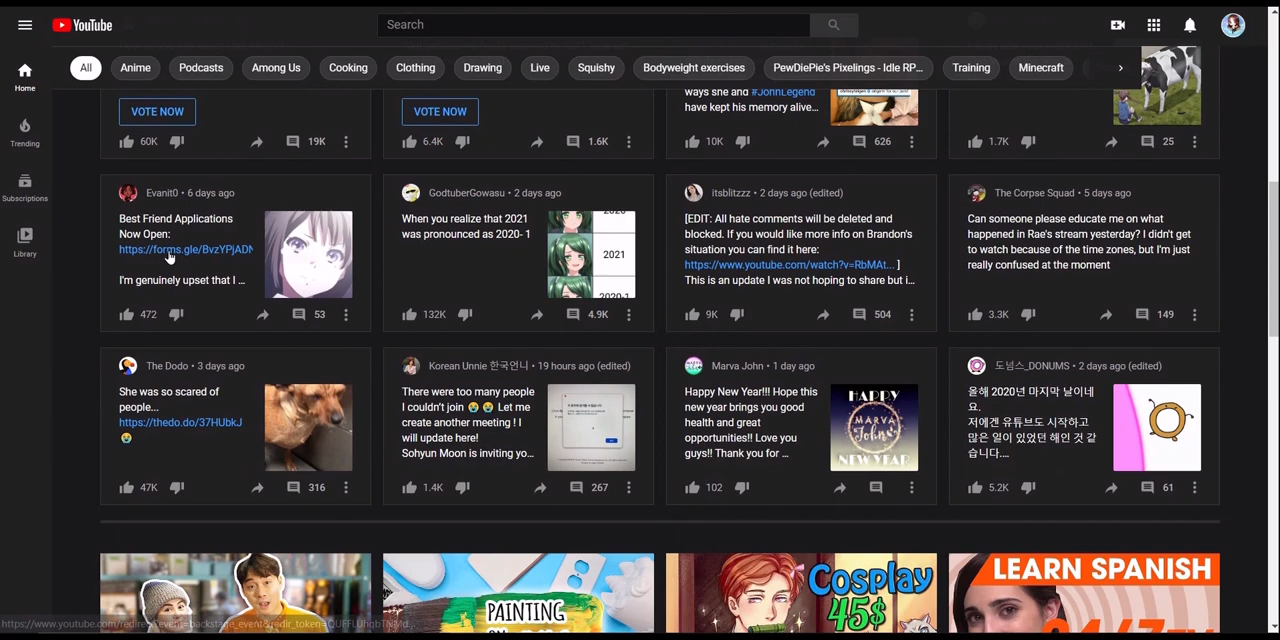 YouTube
Search
All
Anime
Podcasts
Among Us
Cooking
Clothing
Drawing
Live
Squishy
Bodyweight exercises
PewDiePie's Pixelings - Idle RP...
Training
Minecraft
Home
Trending
Subscriptions
Library
VOTE NOW
60K
19K
VOTE NOW
6.4K
1.6K
ways she and #JohnLegend
have kept his memory alive...
10K
626
1.7K
25
Evanit0 • 6 days ago
Best Friend Applications
Now Open:
https://forms.gle/BvzYPjADN
I'm genuinely upset that I ...
472
53
GodtuberGowasu • 2 days ago
When you realize that 2021
was pronounced as 2020- 1
2021
132K
4.9K
itsblitzzz • 2 days ago (edited)
[EDIT: All hate comments will be deleted and
blocked. If you would like more info on Brandon's
situation you can find it here:
https://www.youtube.com/watch?v=RbMAt... ]
This is an update I was not hoping to share but i...
9K
504
The Corpse Squad • 5 days ago
Can someone please educate me on what
happened in Rae's stream yesterday? I didn't get
to watch because of the time zones, but I'm just
really confused at the moment
3.3K
149
The Dodo • 3 days ago
She was so scared of
people...
https://thedo.do/37HUbkJ
😭
47K
316
Korean Unnie 한국언니 • 19 hours ago (edited)
There were too many people
I couldn't join 😭 😭 Let me
create another meeting ! I
will update here!
Sohyun Moon is inviting yo...
1.4K
267
Marva John • 1 day ago
Happy New Year!!! Hope this
new year brings you good
health and great
opportunities!! Love you
guys!! Thank you for ...
HAPPY
MARVA
John
NEW YEAR
102
도넘스_DONUMS • 2 days ago (edited)
올해 2020년 마지막 날이네
요.
저에겐 유튜브도 시작하고
많은 일이 있었던 해인 것 같
습니다....
5.2K
61
PAINTING
Cosplay
45$
LEARN SPANISH
24/7 TV